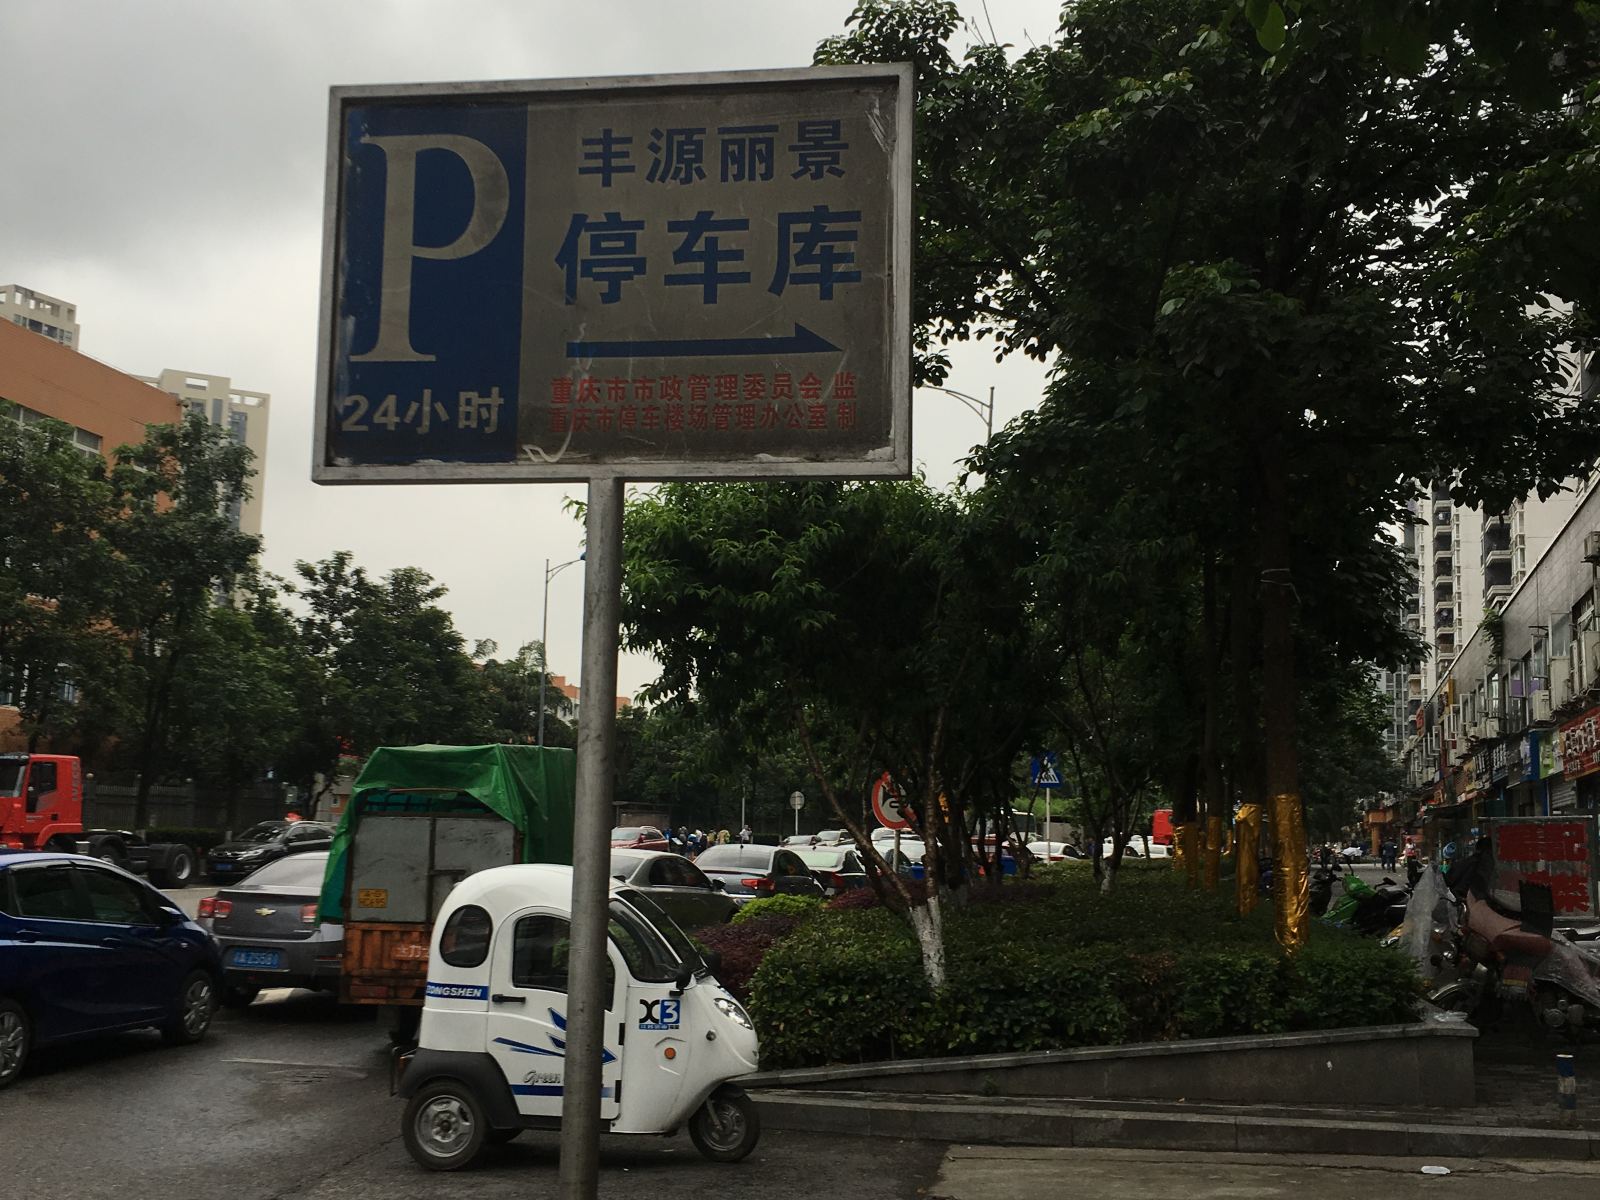 P
24小时
丰源丽景
停车库
重庆市市政管理委员会 监
重庆市停车楼场管理办公室 制
ZONGSHEN
X3
Green